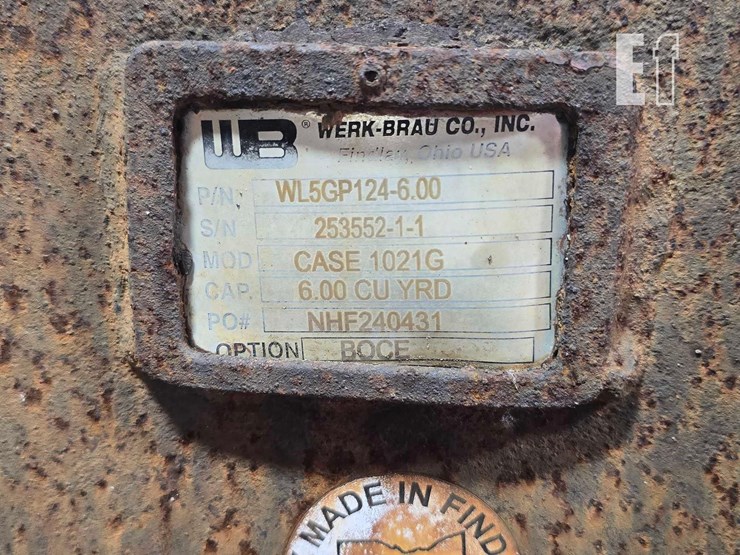 Ef
WB® WERK-BRAU CO., INC.
Findlay, Ohio USA
P/N WL5GP124-6.00
S/N 253552-1-1
MOD CASE 1021G
CAP. 6.00 CU YRD
PO# NHF240431
OPTION BOCE
MADE IN FIND